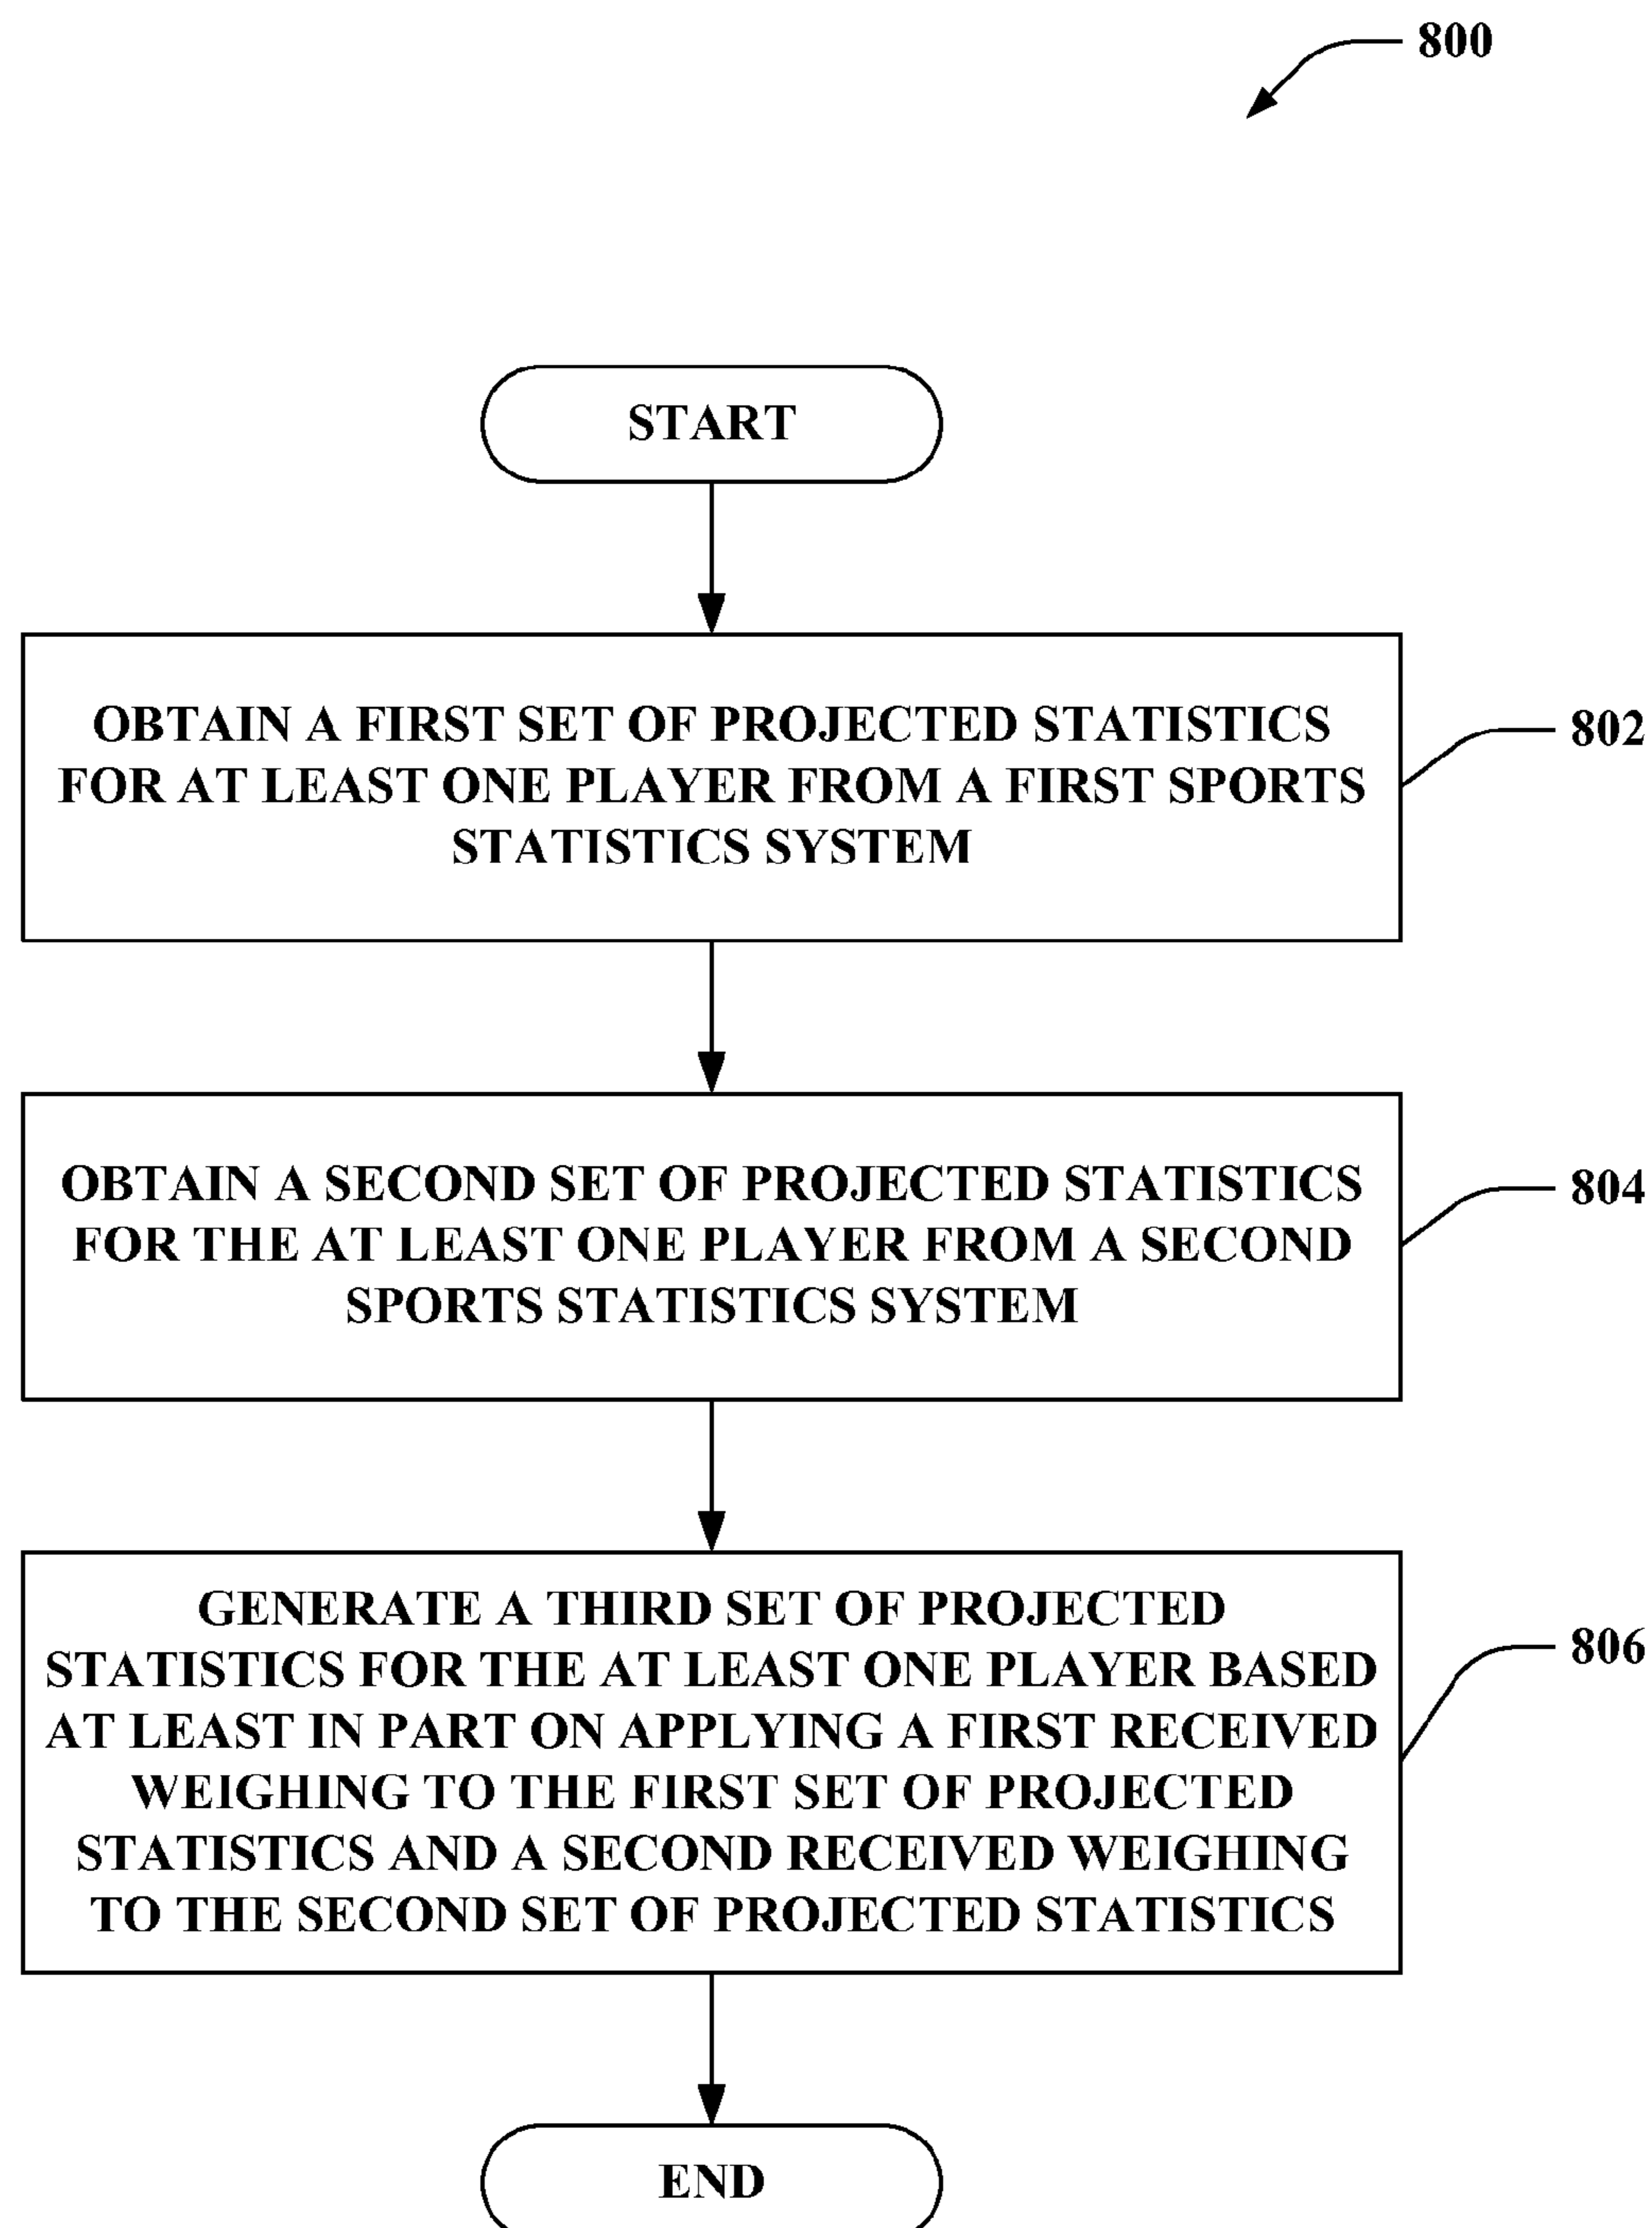 800
START
OBTAIN A FIRST SET OF PROJECTED STATISTICS
FOR AT LEAST ONE PLAYER FROM A FIRST SPORTS
STATISTICS SYSTEM
802
OBTAIN A SECOND SET OF PROJECTED STATISTICS
FOR THE AT LEAST ONE PLAYER FROM A SECOND
SPORTS STATISTICS SYSTEM
804
GENERATE A THIRD SET OF PROJECTED
STATISTICS FOR THE AT LEAST ONE PLAYER BASED
AT LEAST IN PART ON APPLYING A FIRST RECEIVED
WEIGHING TO THE FIRST SET OF PROJECTED
STATISTICS AND A SECOND RECEIVED WEIGHING
TO THE SECOND SET OF PROJECTED STATISTICS
806
END